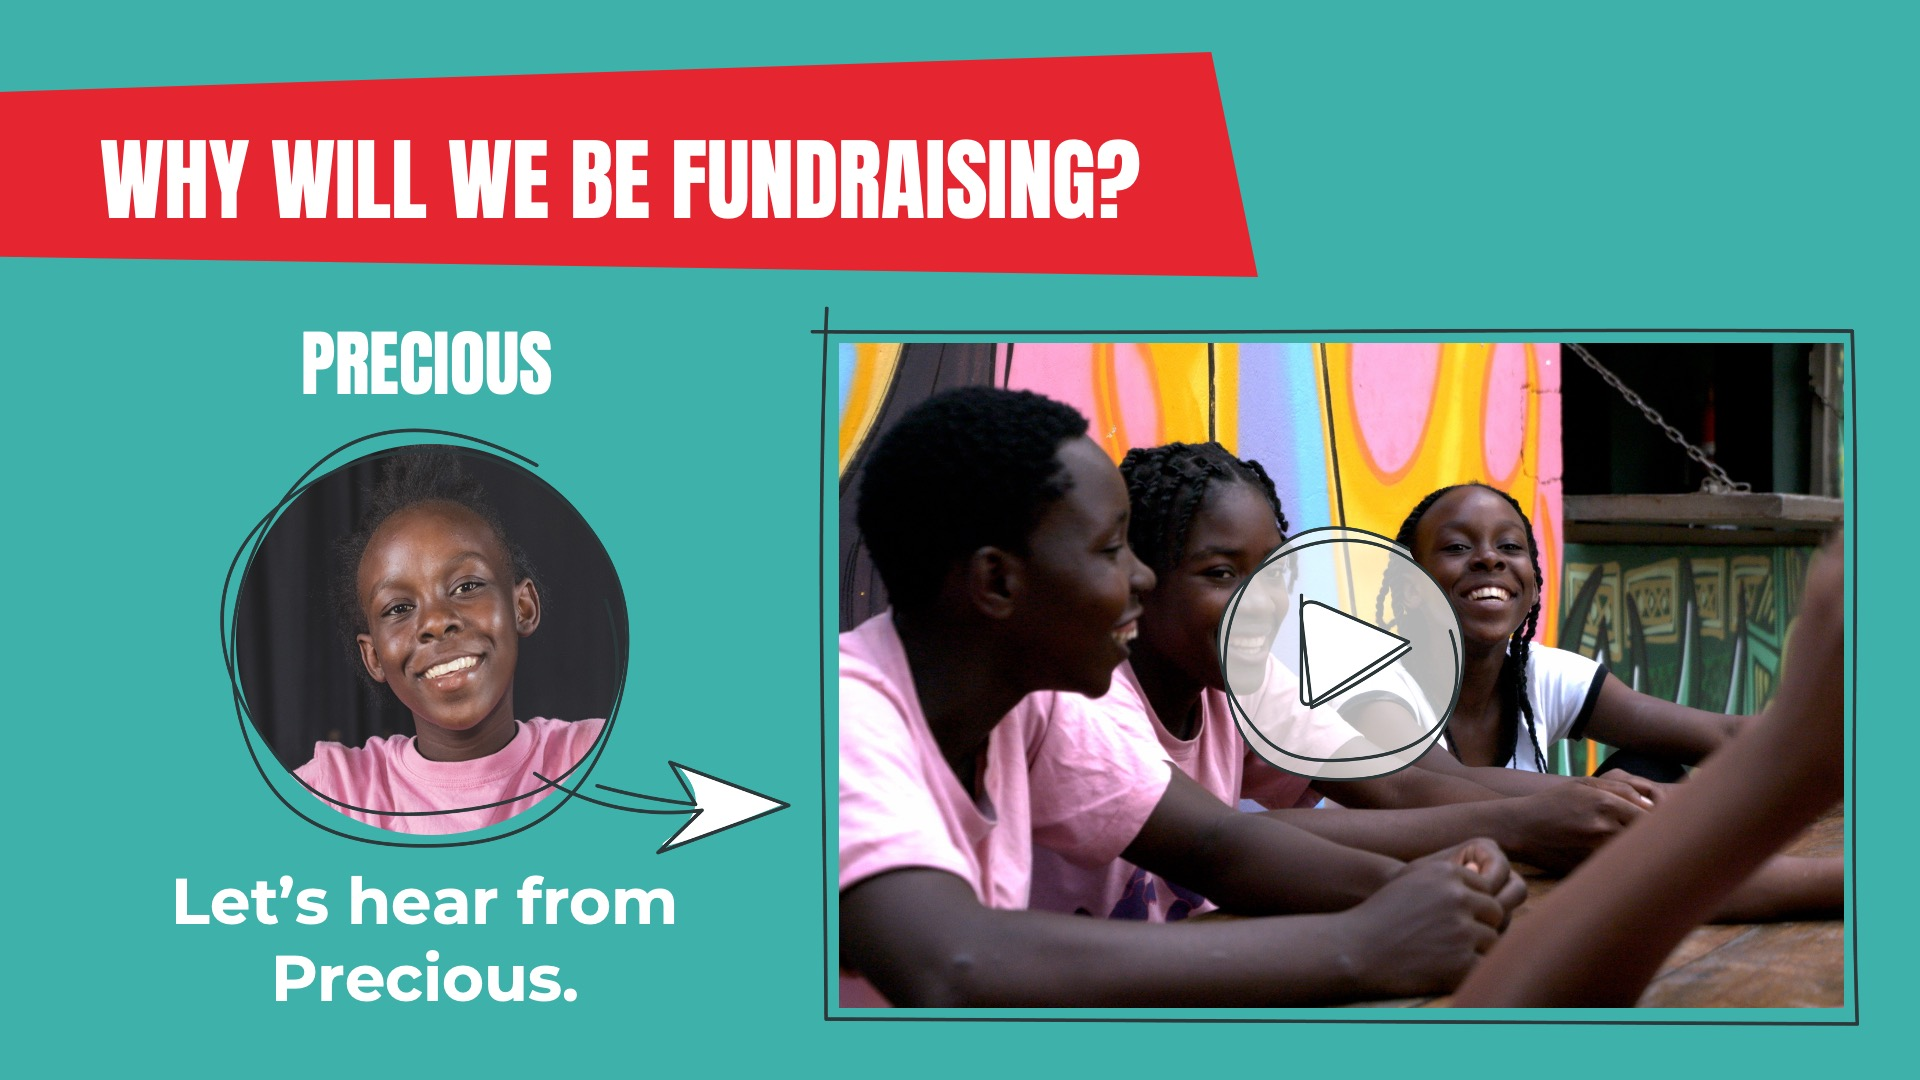 WHY WILL WE BE FUNDRAISING?
PRECIOUS
Let’s hear from
Precious.